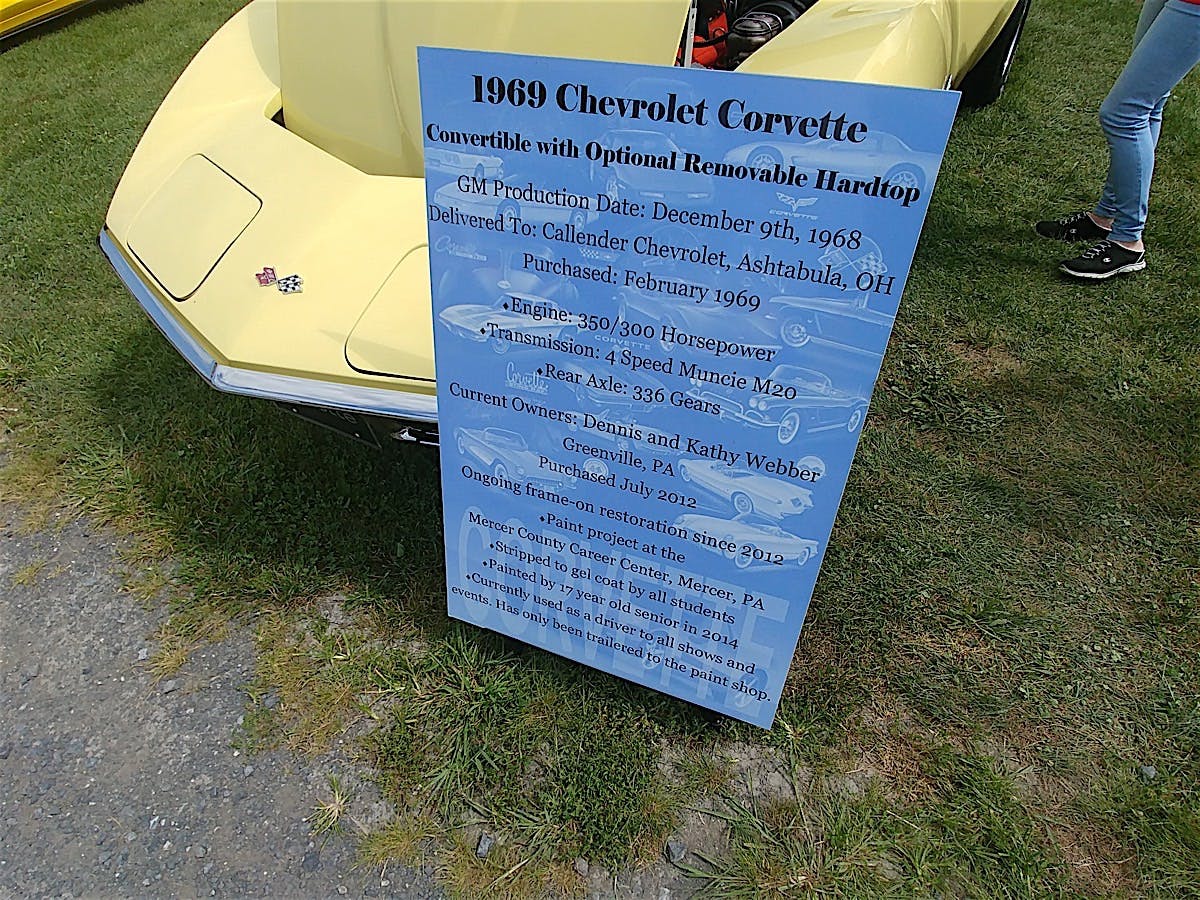 1969 Chevrolet Corvette
Convertible with Optional Removable Hardtop
GM Production Date: December 9th, 1968
Delivered To: Callender Chevrolet, Ashtabula, OH
Purchased: February 1969
⬧Engine: 350/300 Horsepower
⬧Transmission: 4 Speed Muncie M20
⬧Rear Axle: 336 Gears
Current Owners: Dennis and Kathy Webber
Greenville, PA
Purchased July 2012
Ongoing frame-on restoration since 2012
⬧Paint project at the
Mercer County Career Center, Mercer, PA
⬧Stripped to gel coat by all students
⬧Painted by 17 year old senior in 2014
⬧Currently used as a driver to all shows and
events. Has only been trailered to the paint shop.
CORVETTE
CORVETTE
Corvette
CORVETTE